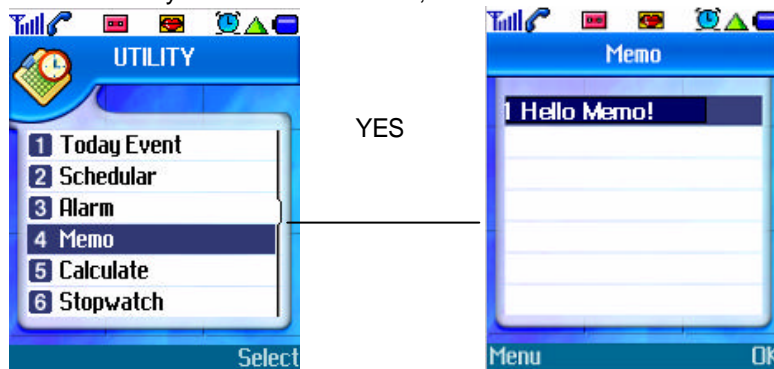 UTILITY
1 Today Event
2 Schedular
3 Alarm
4 Memo
5 Calculate
6 Stopwatch
Select
YES
Memo
1 Hello Memo!
Menu OK